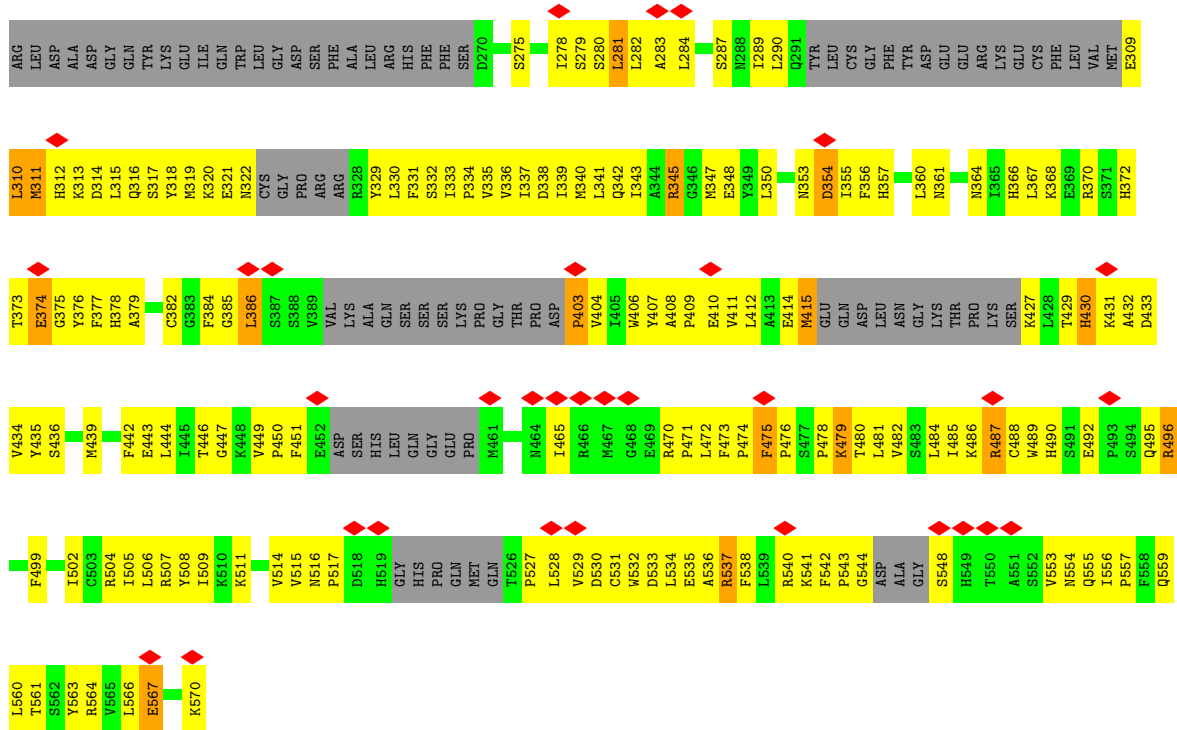 ARG LEU ASP ALA ASP GLY GLN TYR LYS GLU ILE GLN TRP LEU GLY ASP SER PHE ALA LEU ARG HIS PHE PHE SER D270 S275 I278 S279 S280 L281 L282 A283 L284 S287 N288 I289 L290 Q291 TYR LEU CYS GLY PHE TYR ASP GLU GLU ARG LYS GLU CYS PHE LEU VAL MET E309
L310 M311 H312 K313 D314 L315 Q316 S317 Y318 M319 K320 E321 N322 CYS GLY PRO ARG ARG R328 Y329 L330 F331 S332 I333 P334 V335 V336 I337 D338 I339 M340 L341 Q342 I343 A344 R345 G346 M347 E348 Y349 L350 N353 D354 I355 F356 H357 L360 N361 N364 I365 H366 L367 K368 E369 R370 S371 H372
T373 E374 G375 Y376 F377 H378 A379 C382 G383 F384 G385 L386 S387 S388 V389 VAL LYS ALA GLN SER SER SER LYS PRO GLY THR PRO ASP P403 V404 I405 W406 Y407 A408 P409 E410 V411 L412 A413 E414 M415 GLU GLN ASP LEU ASN GLY LYS THR PRO LYS SER K427 L428 T429 H430 K431 A432 D433
V434 Y435 S436 M439 F442 E443 L444 I445 T446 G447 K448 V449 P450 F451 E452 ASP SER HIS LEU GLN GLY GLU PRO M461 N464 I465 R466 M467 G468 E469 R470 P471 L472 F473 P474 F475 P476 S477 P478 K479 T480 L481 V482 S483 L484 I485 K486 R487 C488 W489 H490 S491 E492 P493 S494 Q495 R496
F499 I502 C503 R504 I505 L506 R507 Y508 I509 K510 K511 V514 V515 N516 P517 D518 H519 GLY HIS PRO GLN MET GLN T526 P527 L528 V529 D530 C531 W532 D533 L534 E535 A536 R537 F538 L539 R540 K541 F542 P543 G544 ASP ALA GLY S548 H549 T550 A551 S552 V553 N554 Q555 I556 P557 F558 Q559
L560 T561 S562 Y563 R564 V565 L566 E567 K570